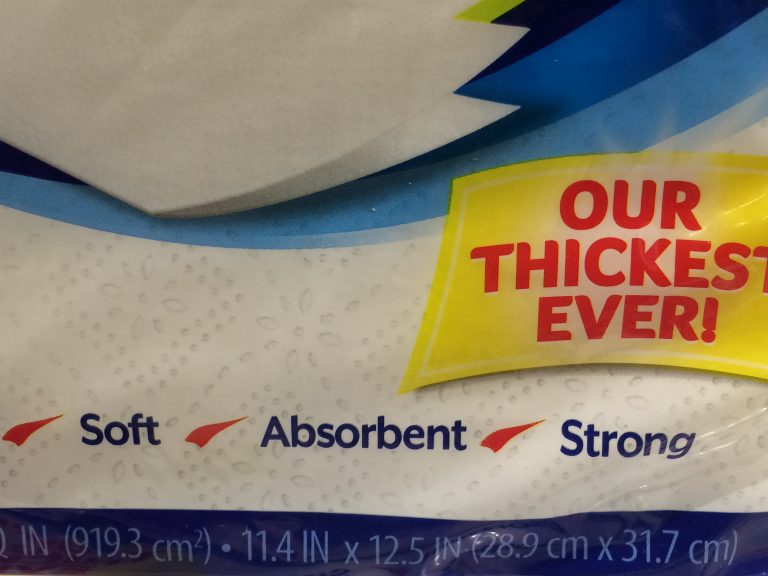 OUR
THICKEST
EVER!
Soft Absorbent Strong
IN (919.3 cm²) • 11.4 IN x 12.5 IN (28.9 cm x 31.7 cm)